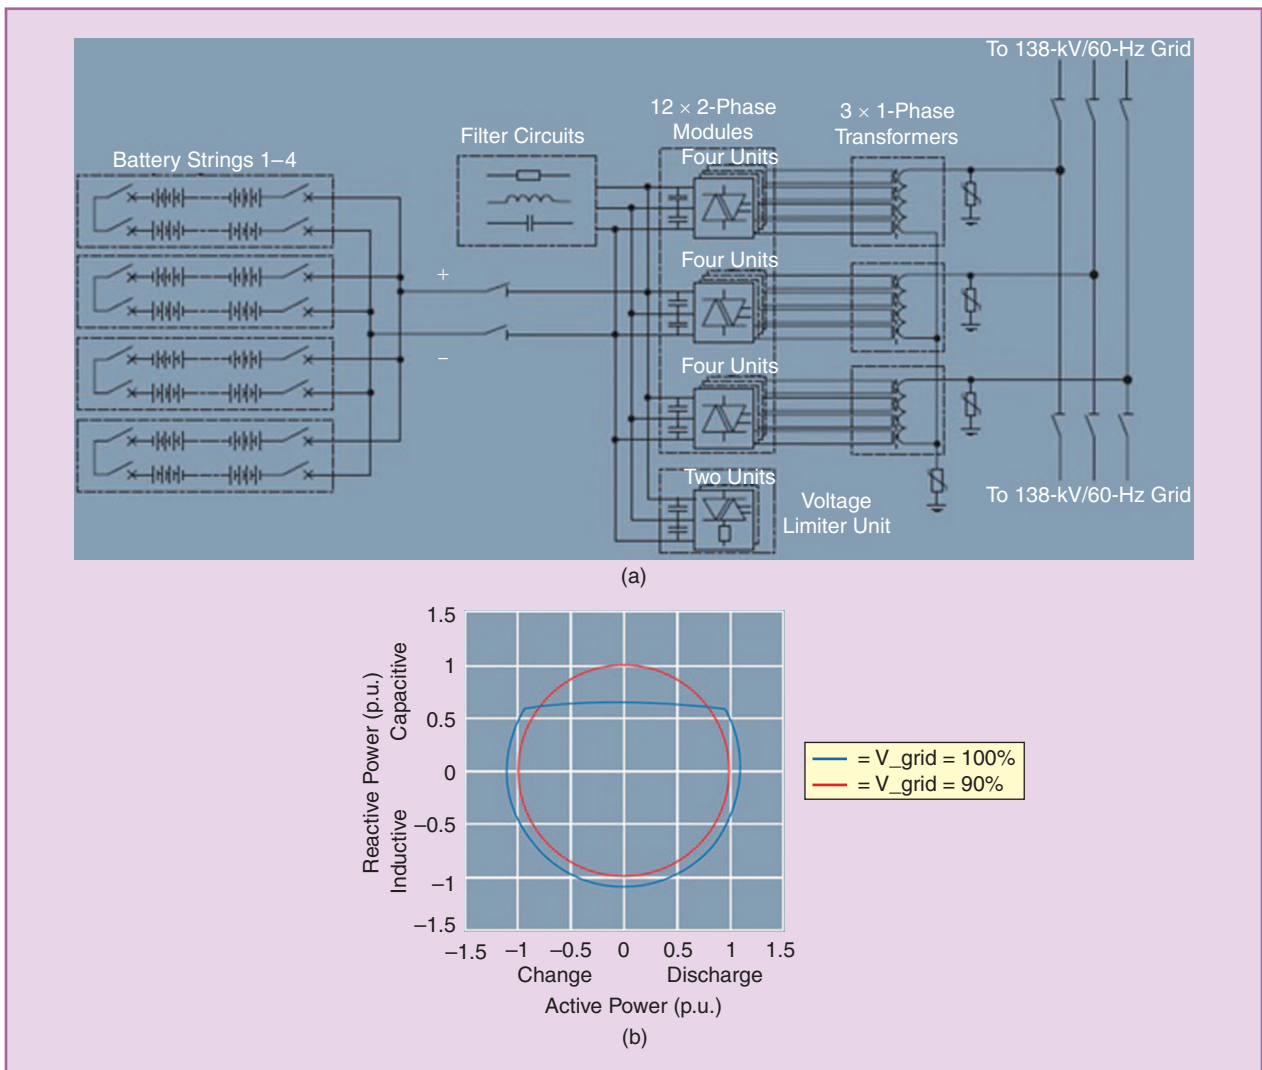 To 138-kV/60-Hz Grid
12 × 2-Phase
Modules
3 × 1-Phase
Transformers
Filter Circuits
Battery Strings 1–4
Four Units
+
Four Units
–
Four Units
Two Units
Voltage
Limiter Unit
To 138-kV/60-Hz Grid
(a)
1.5
1
0.5
0
–0.5
–1
–1.5
Reactive Power (p.u.)
Inductive
Capacitive
= V_grid = 100%
= V_grid = 90%
–1.5
–1
–0.5
0
0.5
1
1.5
Change
Discharge
Active Power (p.u.)
(b)